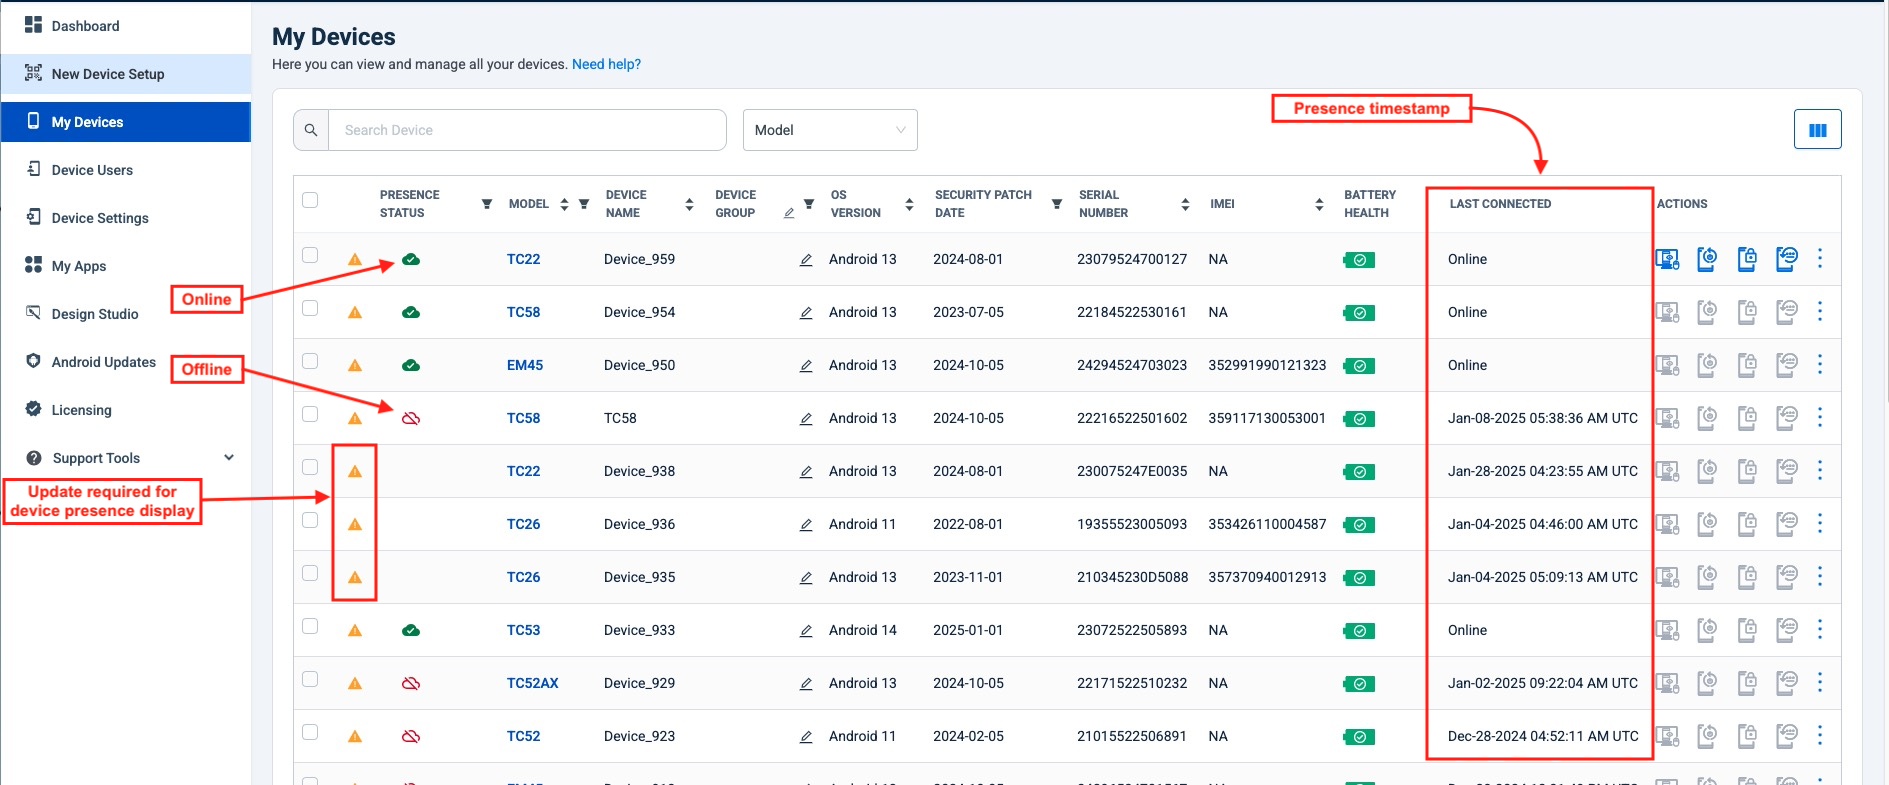 Dashboard
New Device Setup
My Devices
Device Users
Device Settings
My Apps
Design Studio
Android Updates
Licensing
Support Tools
My Devices
Here you can view and manage all your devices. Need help?
Search Device
Model
Presence timestamp
Online
Offline
Update required for
device presence display
PRESENCE STATUS MODEL DEVICE NAME DEVICE GROUP OS VERSION SECURITY PATCH DATE SERIAL NUMBER IMEI BATTERY HEALTH LAST CONNECTED ACTIONS
TC22 Device_959 Android 13 2024-08-01 23079524700127 NA Online
TC58 Device_954 Android 13 2023-07-05 22184522530161 NA Online
EM45 Device_950 Android 13 2024-10-05 24294524703023 352991990121323 Online
TC58 TC58 Android 13 2024-10-05 22216522501602 359117130053001 Jan-08-2025 05:38:36 AM UTC
TC22 Device_938 Android 13 2024-08-01 230075247E0035 NA Jan-28-2025 04:23:55 AM UTC
TC26 Device_936 Android 11 2022-08-01 19355523005093 353426110004587 Jan-04-2025 04:46:00 AM UTC
TC26 Device_935 Android 13 2023-11-01 210345230D5088 357370940012913 Jan-04-2025 05:09:13 AM UTC
TC53 Device_933 Android 14 2025-01-01 23072522505893 NA Online
TC52AX Device_929 Android 13 2024-10-05 22171522510232 NA Jan-02-2025 09:22:04 AM UTC
TC52 Device_923 Android 11 2024-02-05 21015522506891 NA Dec-28-2024 04:52:11 AM UTC